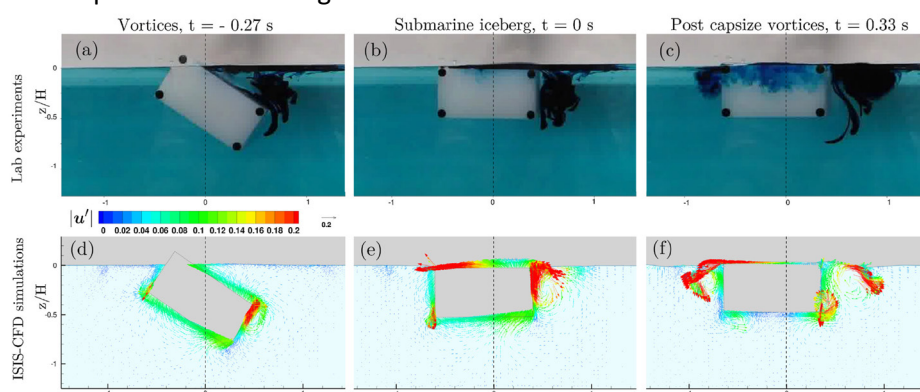 Vortices, t = - 0.27 s
Submarine iceberg, t = 0 s
Post capsize vortices, t = 0.33 s
Lab experiments
z/H
(a)
(b)
(c)
0
-0.5
-1
-1 0 1
-1 0 1
-1 0 1
|u′|
0 0.02 0.04 0.06 0.08 0.1 0.12 0.14 0.16 0.18 0.2
0.2
ISIS-CFD simulations
z/H
(d)
(e)
(f)
0
-0.5
-1